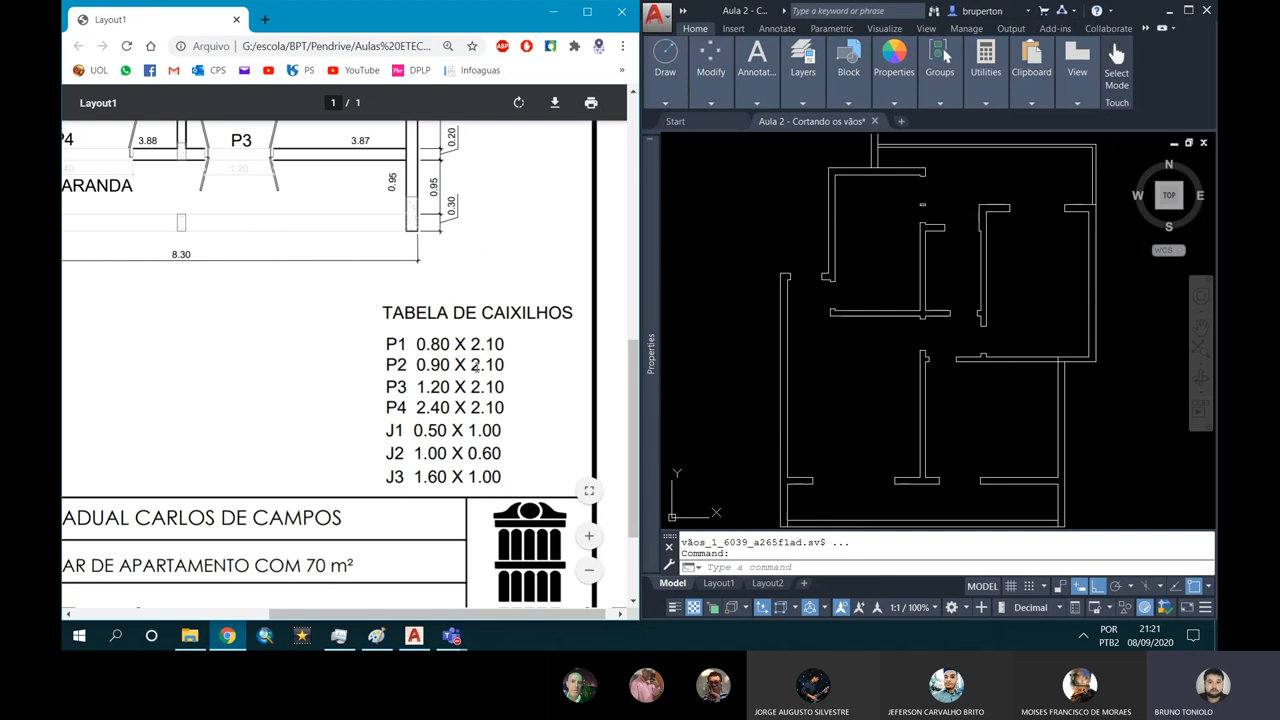 Layout1
Aula 2 - C...
Type a keyword or phrase
bruperton
Arquivo
G:/escola/BPT/Pendrive/Aulas%20ETEC...
Home
Insert
Annotate
Parametric
Visualize
View
Manage
Output
Add-ins
Collaborate
UOL
CPS
PS
YouTube
DPLP
Infoaguas
»
Draw
Modify
Annotat...
Layers
Block
Properties
Groups
Utilities
Clipboard
View
Select
Mode
Touch
Layout1
1 / 1
Start
Aula 2 - Cortando os vãos*
P4
3.88
P3
3.87
0.20
1.20
ARANDA
0.95
0.95
0.30
8.30
N
W
TOP
E
S
WCS
TABELA DE CAIXILHOS
P1 0.80 X 2.10
P2 0.90 X 2.10
P3 1.20 X 2.10
P4 2.40 X 2.10
J1 0.50 X 1.00
J2 1.00 X 0.60
J3 1.60 X 1.00
Properties
Y
X
ADUAL CARLOS DE CAMPOS
AR DE APARTAMENTO COM 70 m²
vãos_1_6039_a265f1ad.sv$ ...
Command:
Type a command
Model
Layout1
Layout2
MODEL
1:1 / 100%
Decimal
POR
PTB2
21:21
08/09/2020
JORGE AUGUSTO SILVESTRE
JEFERSON CARVALHO BRITO
MOISES FRANCISCO DE MORAES
BRUNO TONIOLO